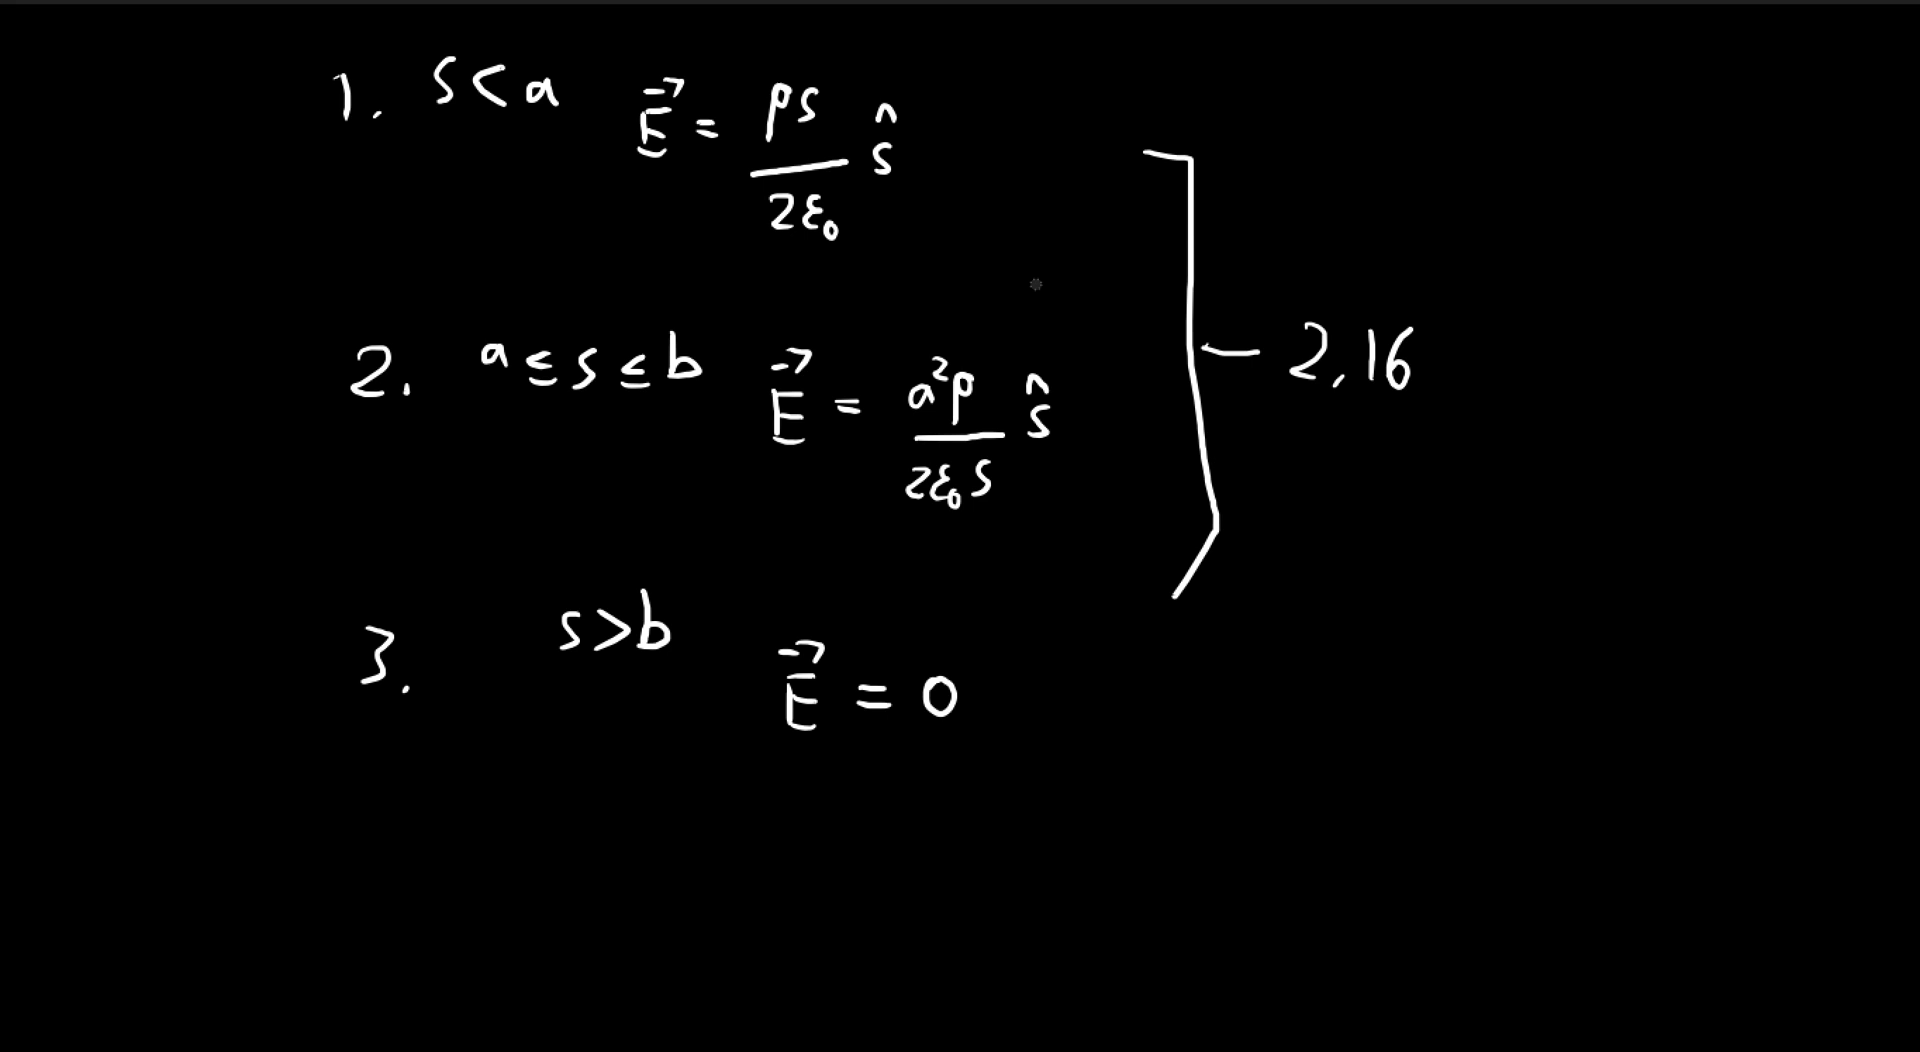 1. s < a E⃗ = ρs / 2ε₀ ŝ
2. a ≤ s ≤ b E⃗ = a²ρ / 2ε₀s ŝ
- 2.16
3. s > b E⃗ = 0